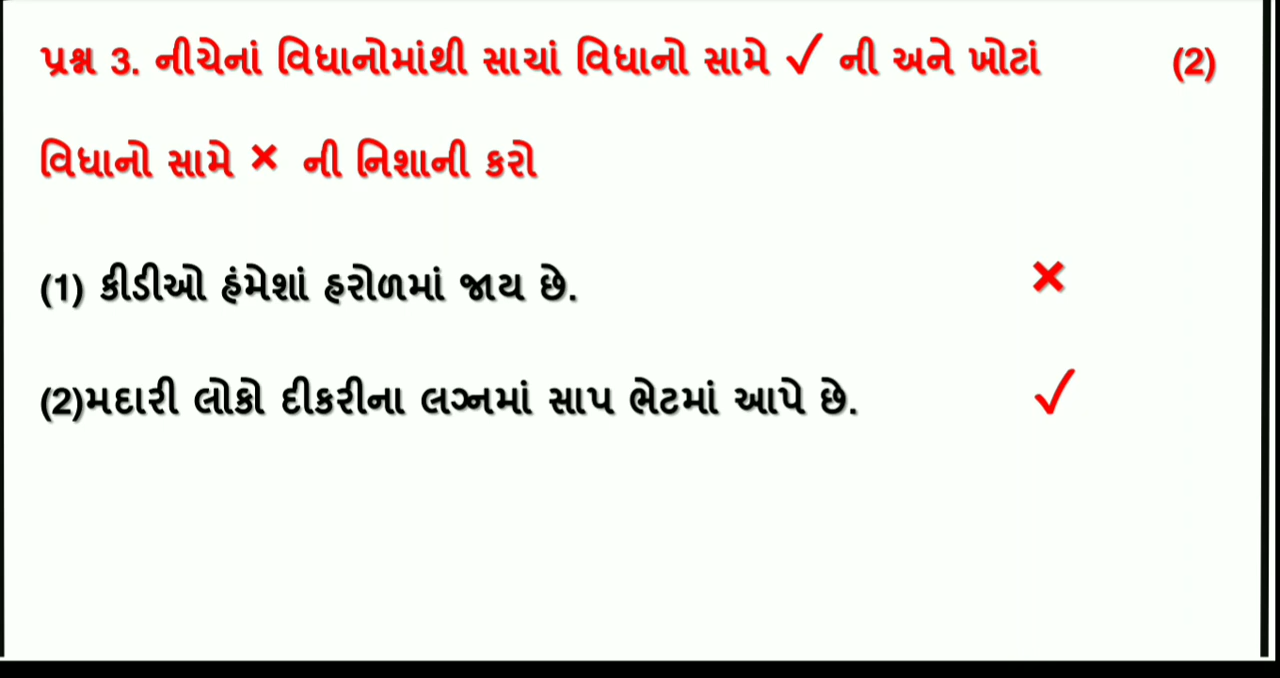 પ્રશ્ન 3. નીચેનાં વિધાનોમાંથી સાચાં વિધાનો સામે ✓ ની અને ખોટાં (2)
વિધાનો સામે × ની નિશાની કરો
(1) કીડીઓ હંમેશાં હરોળમાં જાય છે. ×
(2)મદારી લોકો દીકરીના લગ્નમાં સાપ ભેટમાં આપે છે. ✓